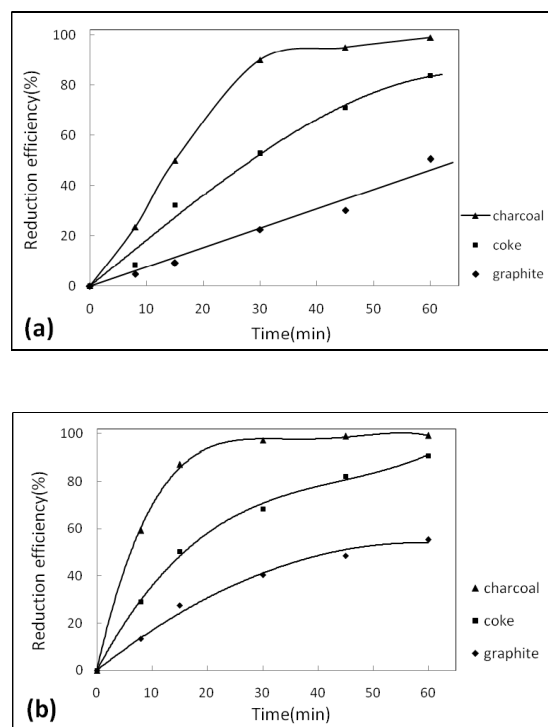 100
80
60
40
20
0
0 10 20 30 40 50 60
Reduction efficiency(%)
Time(min)
charcoal
coke
graphite
(a)
100
80
60
40
20
0
0 10 20 30 40 50 60
Reduction efficiency(%)
Time(min)
charcoal
coke
graphite
(b)